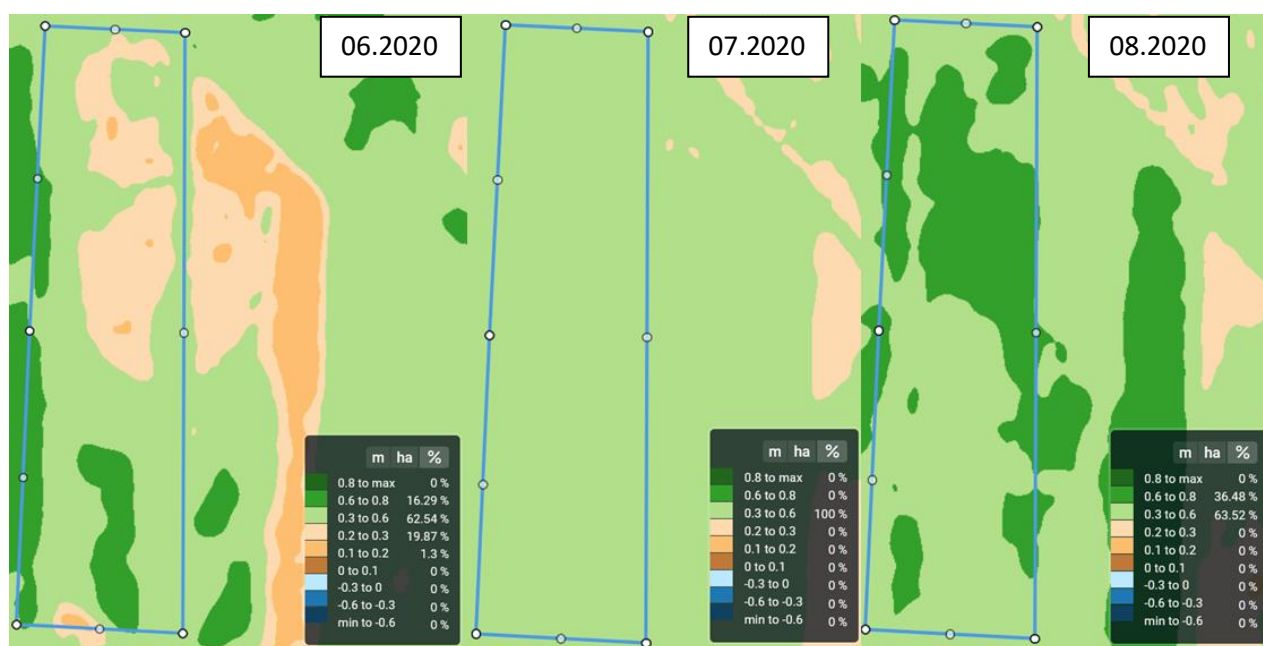 06.2020
07.2020
08.2020
m ha %
0.8 to max 0 %
0.6 to 0.8 16.29 %
0.3 to 0.6 62.54 %
0.2 to 0.3 19.87 %
0.1 to 0.2 1.3 %
0 to 0.1 0 %
-0.3 to 0 0 %
-0.6 to -0.3 0 %
min to -0.6 0 %
m ha %
0.8 to max 0 %
0.6 to 0.8 0 %
0.3 to 0.6 100 %
0.2 to 0.3 0 %
0.1 to 0.2 0 %
0 to 0.1 0 %
-0.3 to 0 0 %
-0.6 to -0.3 0 %
min to -0.6 0 %
m ha %
0.8 to max 0 %
0.6 to 0.8 36.48 %
0.3 to 0.6 63.52 %
0.2 to 0.3 0 %
0.1 to 0.2 0 %
0 to 0.1 0 %
-0.3 to 0 0 %
-0.6 to -0.3 0 %
min to -0.6 0 %